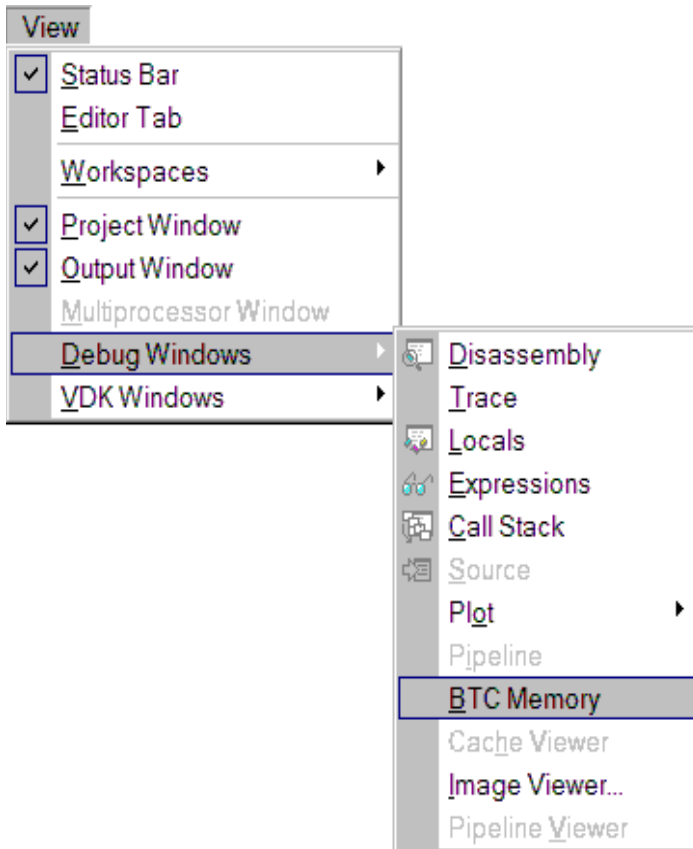 View
Status Bar
Editor Tab
Workspaces
Project Window
Output Window
Multiprocessor Window
Debug Windows
VDK Windows
Disassembly
Trace
Locals
Expressions
Call Stack
Source
Plot
Pipeline
BTC Memory
Cache Viewer
Image Viewer...
Pipeline Viewer